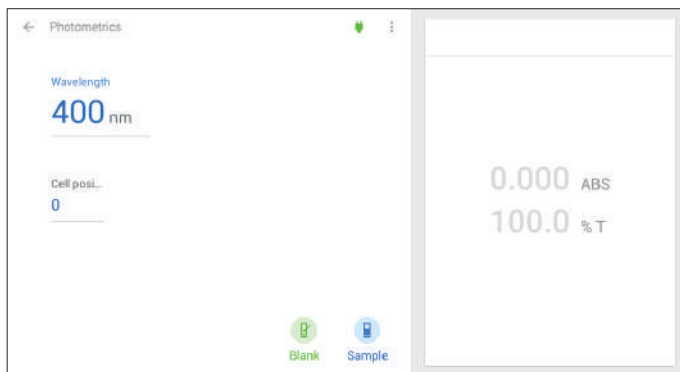 Photometrics
Wavelength
400 nm
Cell posi...
0
Blank
Sample
0.000 ABS
100.0 % T